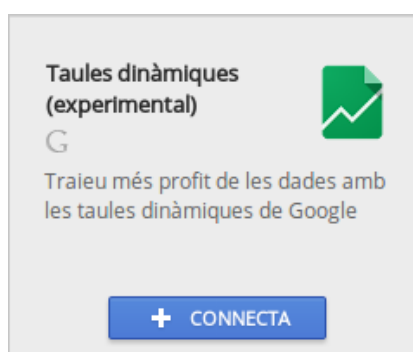 Taules dinàmiques
(experimental)
G
Traieu més profit de les dades amb
les taules dinàmiques de Google
CONNECTA